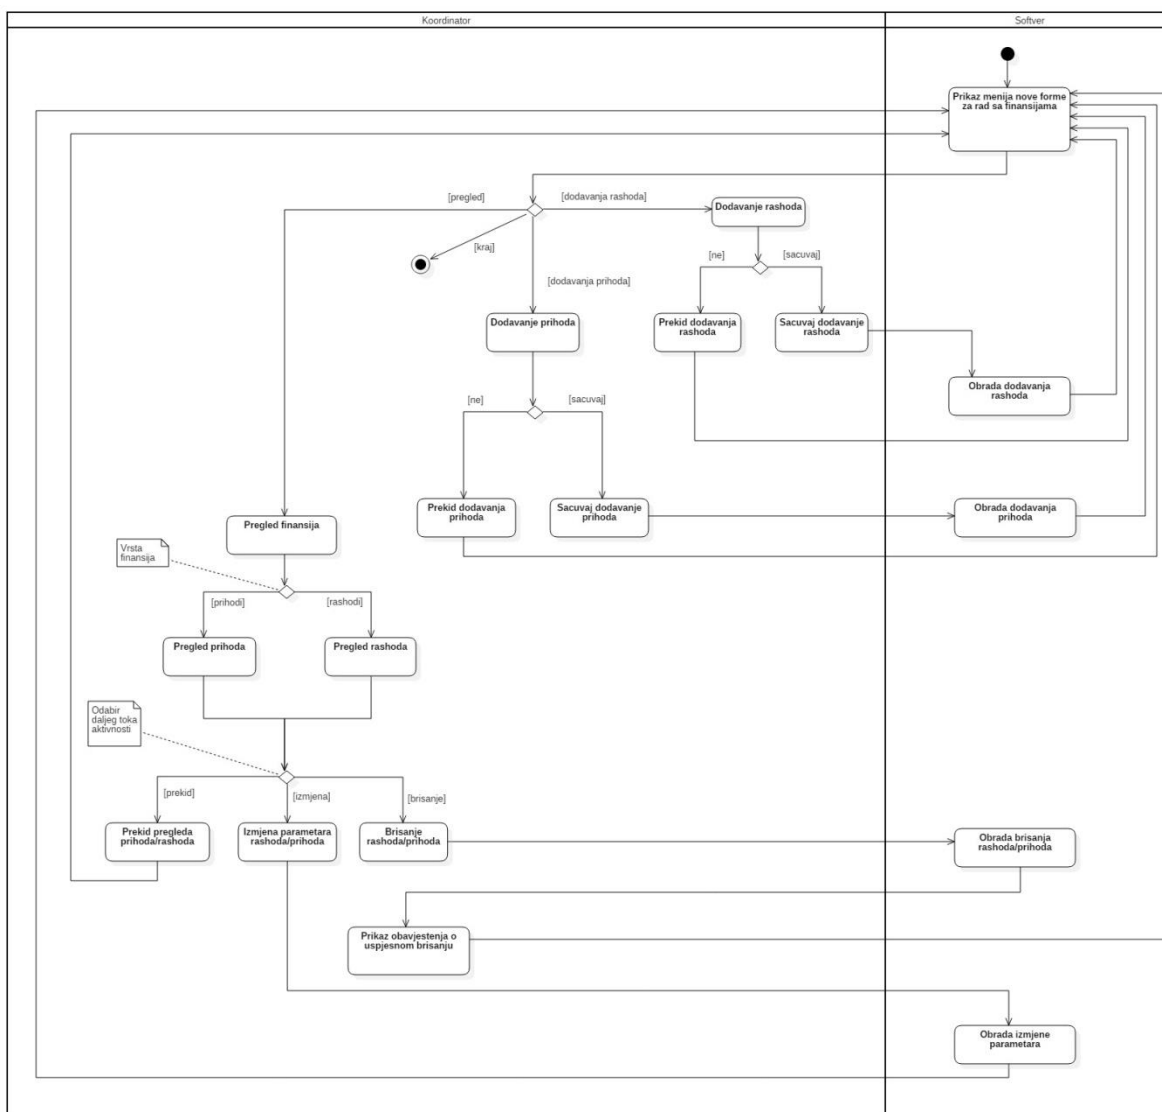 Koordinator
Softver
Prikaz menija nove forme
za rad sa finansijama
[pregled]
[dodavanja rashoda]
Dodavanje rashoda
[kraj]
[ne]
[sacuvaj]
[dodavanja prihoda]
Dodavanje prihoda
Prekid dodavanja
rashoda
Sacuvaj dodavanje
rashoda
Obrada dodavanja
rashoda
[ne]
[sacuvaj]
Prekid dodavanja
prihoda
Sacuvaj dodavanje
prihoda
Obrada dodavanja
prihoda
Pregled finansija
Vrsta
finansija
[prihodi]
[rashodi]
Pregled prihoda
Pregled rashoda
Odabir
daljeg toka
aktivnosti
[prekid]
[izmjena]
[brisanje]
Prekid pregleda
prihoda/rashoda
Izmjena parametara
rashoda/prihoda
Brisanje
rashoda/prihoda
Obrada brisanja
rashoda/prihoda
Prikaz obavjestenja o
uspjesnom brisanju
Obrada izmjene
parametara